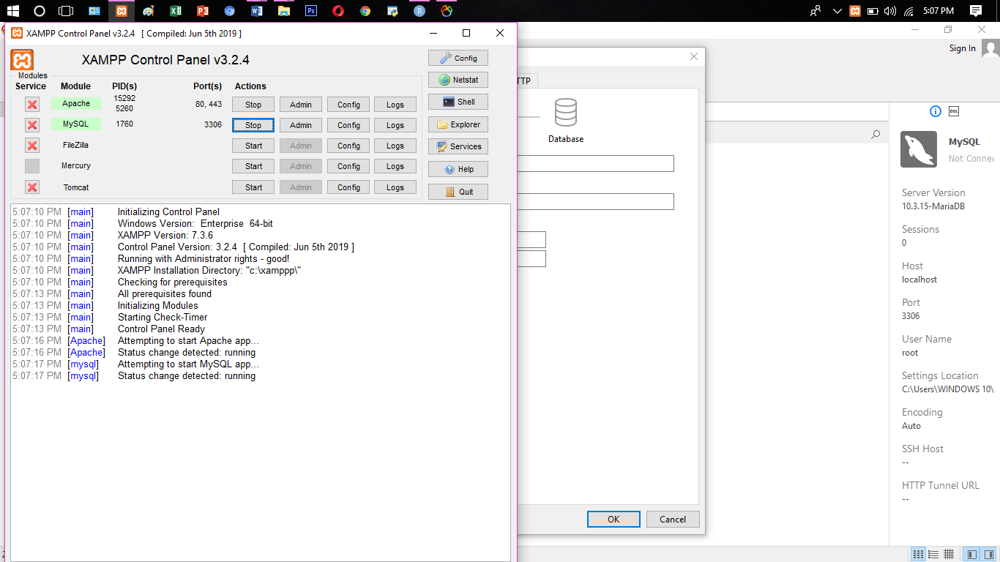 5:07 PM
XAMPP Control Panel v3.2.4 [ Compiled: Jun 5th 2019 ]
XAMPP Control Panel v3.2.4
Modules
Service Module PID(s) Port(s) Actions
Apache 15292 5260 80, 443 Stop Admin Config Logs
MySQL 1760 3306 Stop Admin Config Logs
FileZilla Start Admin Config Logs
Mercury Start Admin Config Logs
Tomcat Start Admin Config Logs
Config
Netstat
Shell
Explorer
Services
Help
Quit
5:07:10 PM [main] Initializing Control Panel
5:07:10 PM [main] Windows Version: Enterprise 64-bit
5:07:10 PM [main] XAMPP Version: 7.3.6
5:07:10 PM [main] Control Panel Version: 3.2.4 [ Compiled: Jun 5th 2019 ]
5:07:10 PM [main] Running with Administrator rights - good!
5:07:10 PM [main] XAMPP Installation Directory: "c:\xamppp\"
5:07:10 PM [main] Checking for prerequisites
5:07:13 PM [main] All prerequisites found
5:07:13 PM [main] Initializing Modules
5:07:13 PM [main] Starting Check-Timer
5:07:13 PM [main] Control Panel Ready
5:07:16 PM [Apache] Attempting to start Apache app...
5:07:16 PM [Apache] Status change detected: running
5:07:17 PM [mysql] Attempting to start MySQL app...
5:07:17 PM [mysql] Status change detected: running
TTP
Database
OK Cancel
Sign In
DDL
MySQL
Not Connec
Server Version
10.3.15-MariaDB
Sessions
0
Host
localhost
Port
3306
User Name
root
Settings Location
C:\Users\WINDOWS 10\
Encoding
Auto
SSH Host
--
HTTP Tunnel URL
--